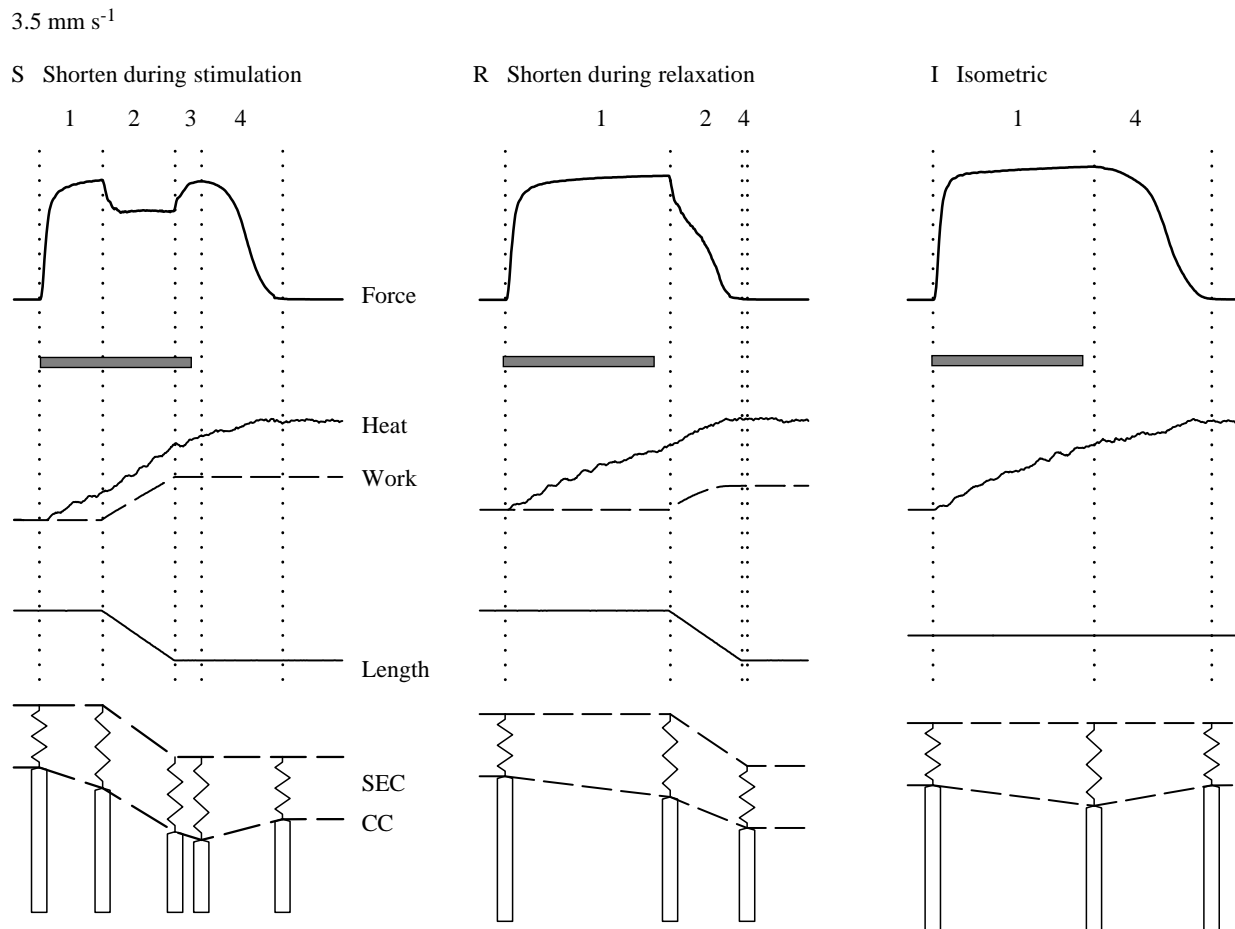 3.5 mm s-1
S Shorten during stimulation R Shorten during relaxation I Isometric
1 2 3 4 1 2 4 1 4
Force
Heat
Work
Length
SEC
CC